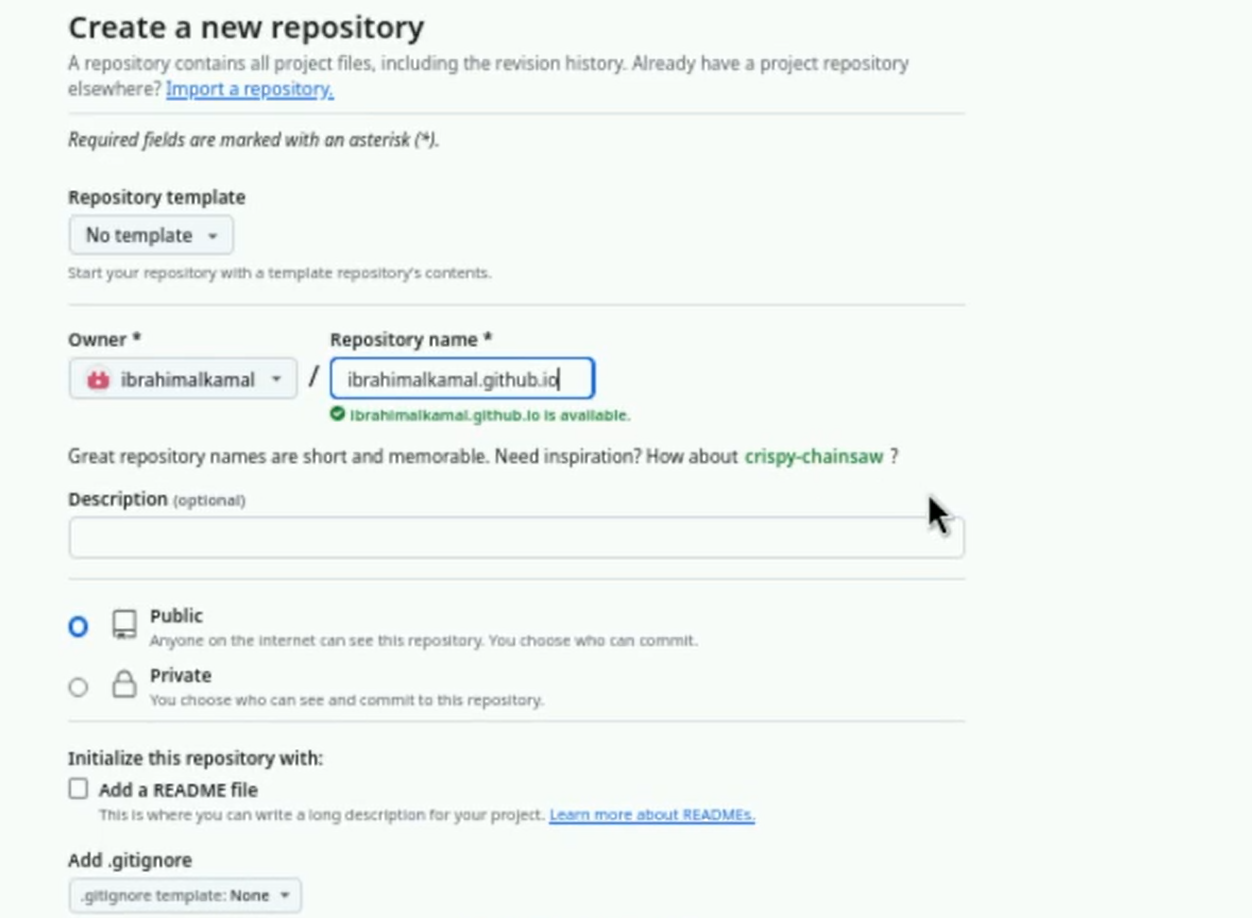 Create a new repository
A repository contains all project files, including the revision history. Already have a project repository
elsewhere? Import a repository.
Required fields are marked with an asterisk (*).
Repository template
No template
Start your repository with a template repository's contents.
Owner * Repository name *
ibrahimalkamal / ibrahimalkamal.github.io
ibrahimalkamal.github.io is available.
Great repository names are short and memorable. Need inspiration? How about crispy-chainsaw ?
Description (optional)
Public
Anyone on the internet can see this repository. You choose who can commit.
Private
You choose who can see and commit to this repository.
Initialize this repository with:
Add a README file
This is where you can write a long description for your project. Learn more about READMEs.
Add .gitignore
.gitignore template: None